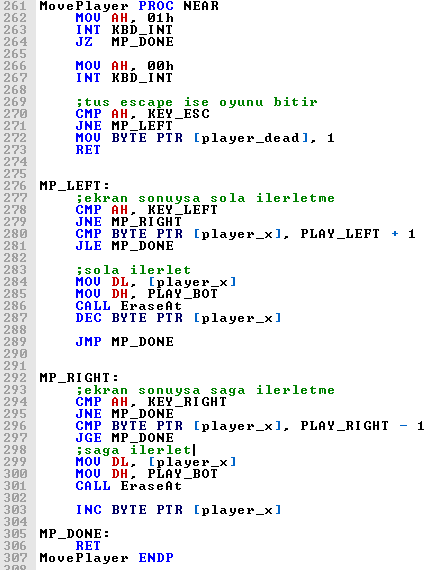 261 MovePlayer PROC NEAR
262 MOV AH, 01h
263 INT KBD_INT
264 JZ MP_DONE
265
266 MOV AH, 00h
267 INT KBD_INT
268
269 ;tus escape ise oyunu bitir
270 CMP AH, KEY_ESC
271 JNE MP_LEFT
272 MOV BYTE PTR [player_dead], 1
273 RET
274
275
276 MP_LEFT:
277 ;ekran sonuysa sola ilerletme
278 CMP AH, KEY_LEFT
279 JNE MP_RIGHT
280 CMP BYTE PTR [player_x], PLAY_LEFT + 1
281 JLE MP_DONE
282
283 ;sola ilerlet
284 MOV DL, [player_x]
285 MOV DH, PLAY_BOT
286 CALL EraseAt
287 DEC BYTE PTR [player_x]
288
289 JMP MP_DONE
290
291
292 MP_RIGHT:
293 ;ekran sonuysa saga ilerletme
294 CMP AH, KEY_RIGHT
295 JNE MP_DONE
296 CMP BYTE PTR [player_x], PLAY_RIGHT - 1
297 JGE MP_DONE
298 ;saga ilerlet
299 MOV DL, [player_x]
300 MOV DH, PLAY_BOT
301 CALL EraseAt
302
303 INC BYTE PTR [player_x]
304
305 MP_DONE:
306 RET
307 MovePlayer ENDP
308